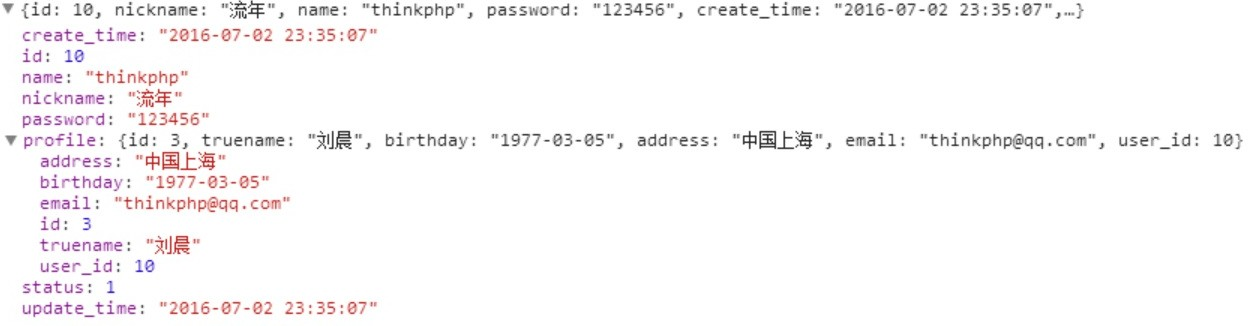 {id: 10, nickname: "流年", name: "thinkphp", password: "123456", create_time: "2016-07-02 23:35:07",…}
create_time: "2016-07-02 23:35:07"
id: 10
name: "thinkphp"
nickname: "流年"
password: "123456"
profile: {id: 3, truename: "刘晨", birthday: "1977-03-05", address: "中国上海", email: "thinkphp@qq.com", user_id: 10}
address: "中国上海"
birthday: "1977-03-05"
email: "thinkphp@qq.com"
id: 3
truename: "刘晨"
user_id: 10
status: 1
update_time: "2016-07-02 23:35:07"